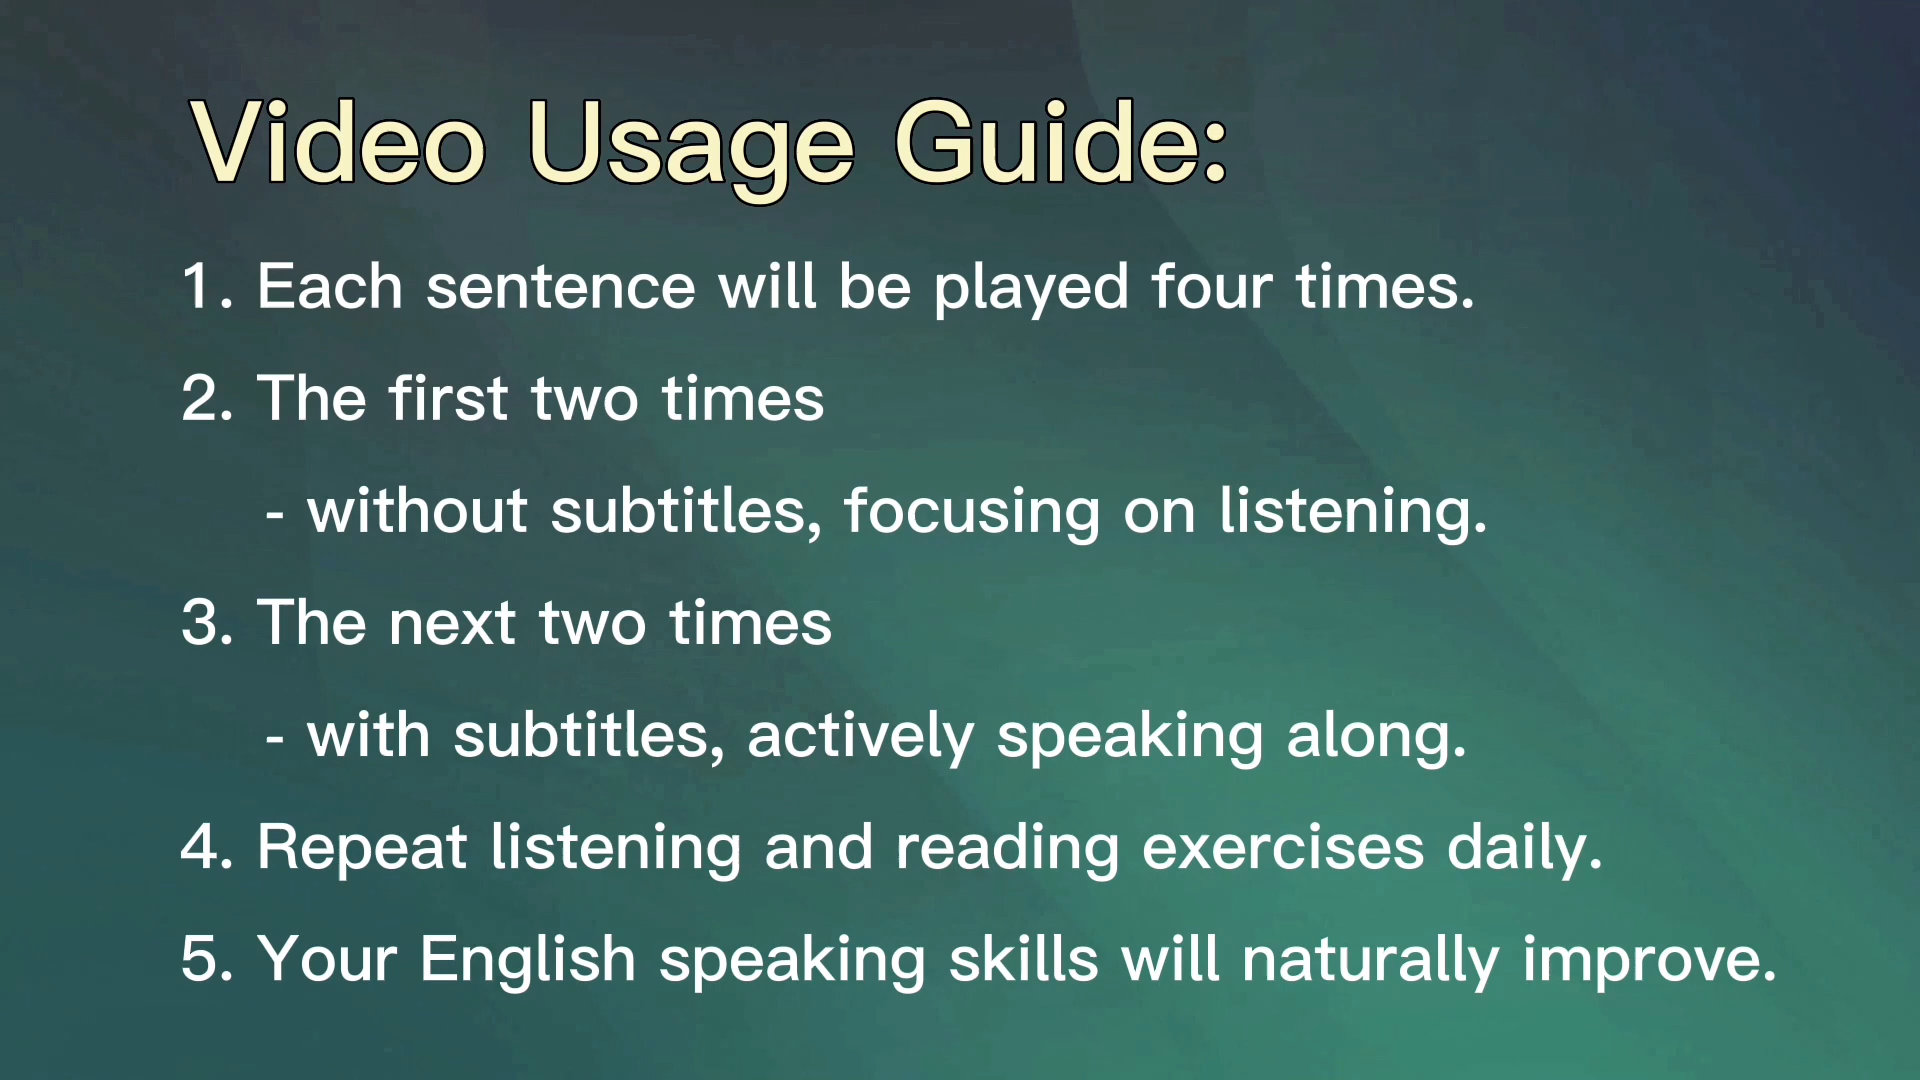 Video Usage Guide:
1. Each sentence will be played four times.
2. The first two times
- without subtitles, focusing on listening.
3. The next two times
- with subtitles, actively speaking along.
4. Repeat listening and reading exercises daily.
5. Your English speaking skills will naturally improve.